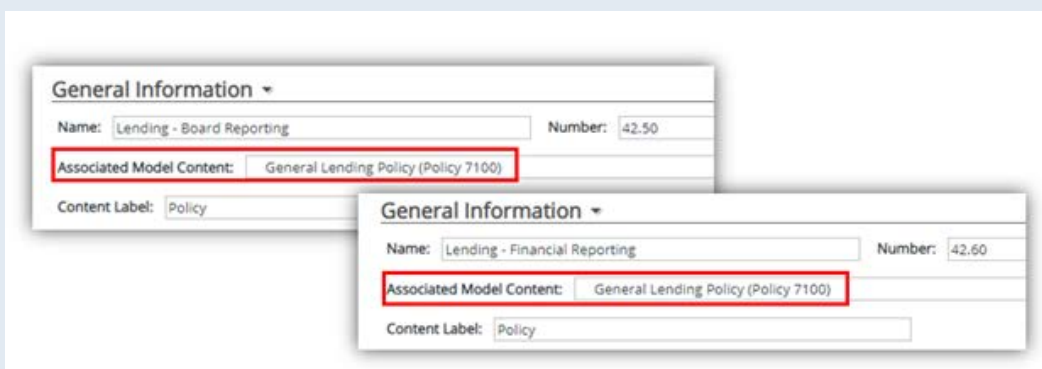 General Information
Name: Lending - Board Reporting Number: 42.50
Associated Model Content: General Lending Policy (Policy 7100)
Content Label: Policy
General Information
Name: Lending - Financial Reporting Number: 42.60
Associated Model Content: General Lending Policy (Policy 7100)
Content Label: Policy